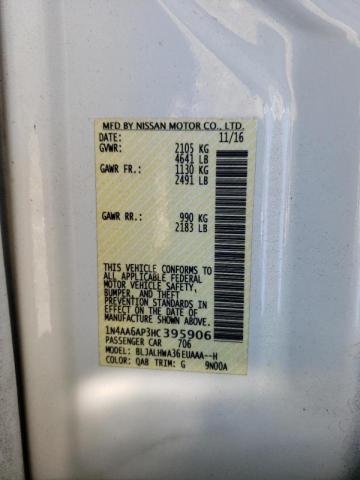 MFD BY NISSAN MOTOR CO., LTD.
DATE: 11/16
GVWR: 2105 KG
4641 LB
GAWR FR.: 1130 KG
2491 LB
GAWR RR.: 990 KG
2183 LB
THIS VEHICLE CONFORMS TO
ALL APPLICABLE FEDERAL
MOTOR VEHICLE SAFETY,
BUMPER, AND THEFT
PREVENTION STANDARDS
IN EFFECT ON THE DATE OF
MANUFACTURE SHOWN ABOVE.
1N4AA6AP3HC395906
PASSENGER CAR 706
MODEL: BLJALHWA36EUAAA--H
COLOR: QAB TRIM: G 9N00A